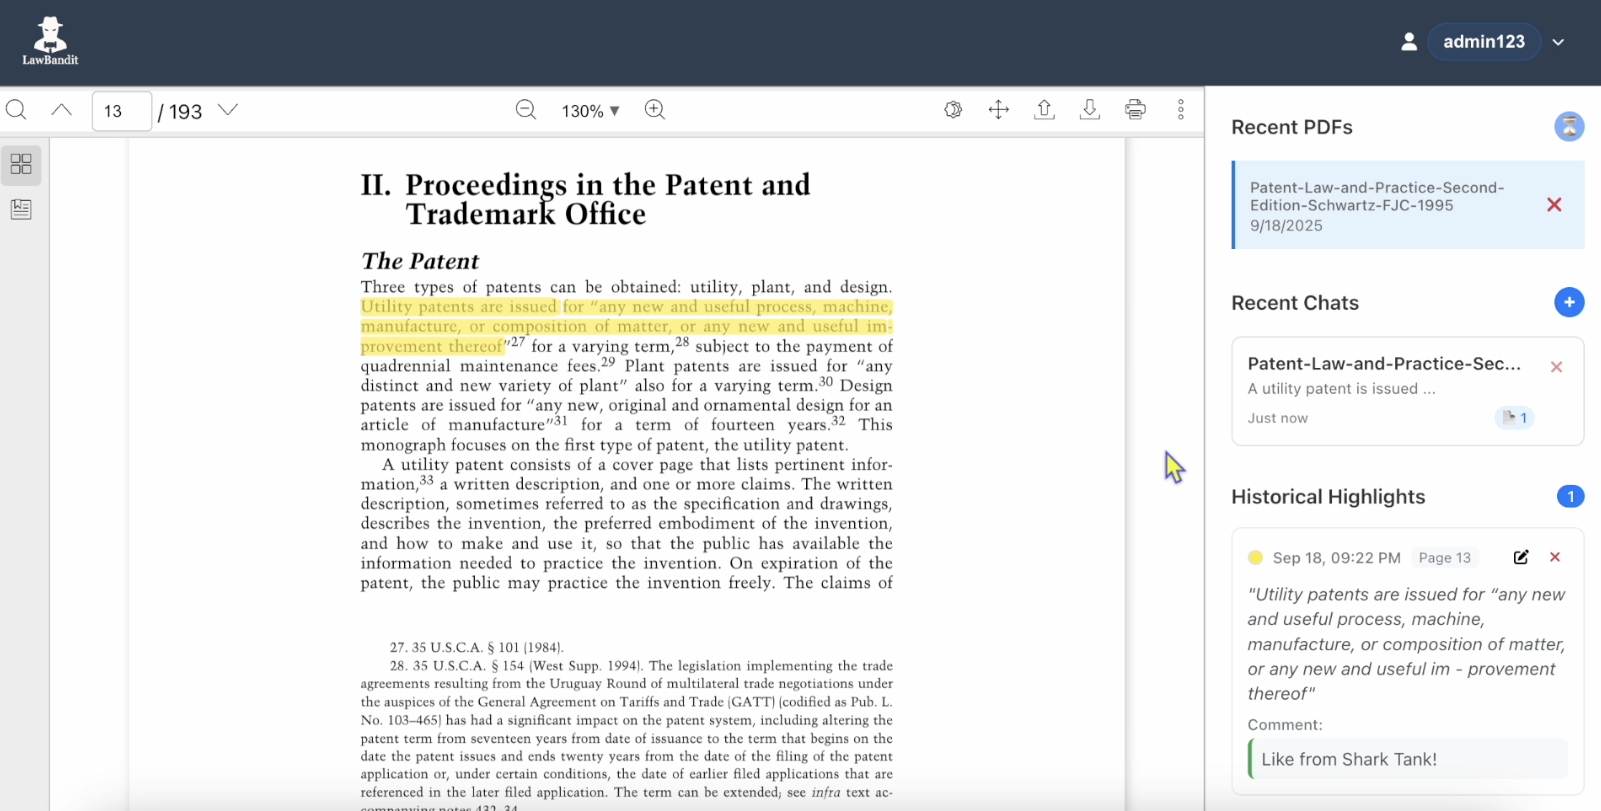 LawBandit
admin123
13 / 193
130%
II. Proceedings in the Patent and
Trademark Office
The Patent
Three types of patents can be obtained: utility, plant, and design.
Utility patents are issued for “any new and useful process, machine,
manufacture, or composition of matter, or any new and useful im-
provement thereof”27 for a varying term,28 subject to the payment of
quadrennial maintenance fees.29 Plant patents are issued for “any
distinct and new variety of plant” also for a varying term.30 Design
patents are issued for “any new, original and ornamental design for an
article of manufacture”31 for a term of fourteen years.32 This
monograph focuses on the first type of patent, the utility patent.
A utility patent consists of a cover page that lists pertinent infor-
mation,33 a written description, and one or more claims. The written
description, sometimes referred to as the specification and drawings,
describes the invention, the preferred embodiment of the invention,
and how to make and use it, so that the public has available the
information needed to practice the invention. On expiration of the
patent, the public may practice the invention freely. The claims of
27. 35 U.S.C.A. § 101 (1984).
28. 35 U.S.C.A. § 154 (West Supp. 1994). The legislation implementing the trade
agreements resulting from the Uruguay Round of multilateral trade negotiations under
the auspices of the General Agreement on Tariffs and Trade (GATT) (codified as Pub. L.
No. 103–465) has had a significant impact on the patent system, including altering the
patent term from seventeen years from date of issuance to the term that begins on the
date the patent issues and ends twenty years from the date of the filing of the patent
application or, under certain conditions, the date of earlier filed applications that are
referenced in the later filed application. The term can be extended; see infra text ac-
companying notes 432–34.
Recent PDFs
Patent-Law-and-Practice-Second-
Edition-Schwartz-FJC-1995
9/18/2025
Recent Chats
Patent-Law-and-Practice-Sec...
A utility patent is issued ...
Just now
1
Historical Highlights
1
Sep 18, 09:22 PM Page 13
"Utility patents are issued for “any new
and useful process, machine,
manufacture, or composition of matter,
or any new and useful im - provement
thereof"
Comment:
Like from Shark Tank!